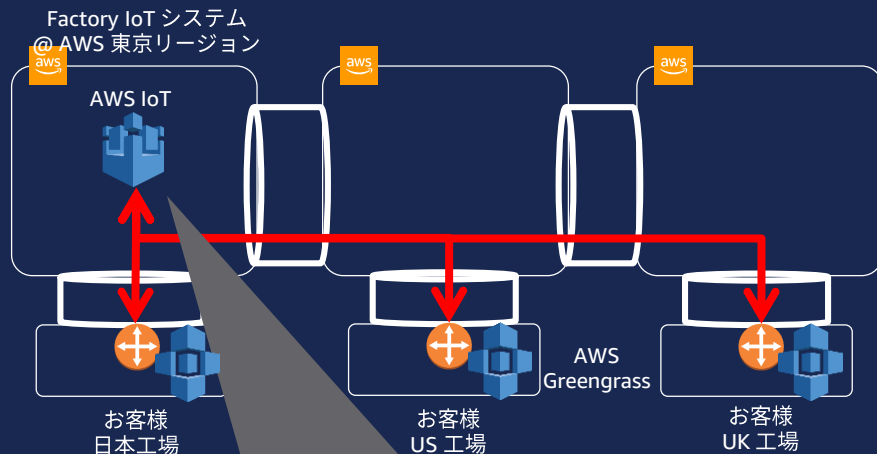 Factory IoT システム
@ AWS 東京リージョン
aws
aws
aws
AWS IoT
AWS
Greengrass
お客様
日本工場
お客様
US 工場
お客様
UK 工場